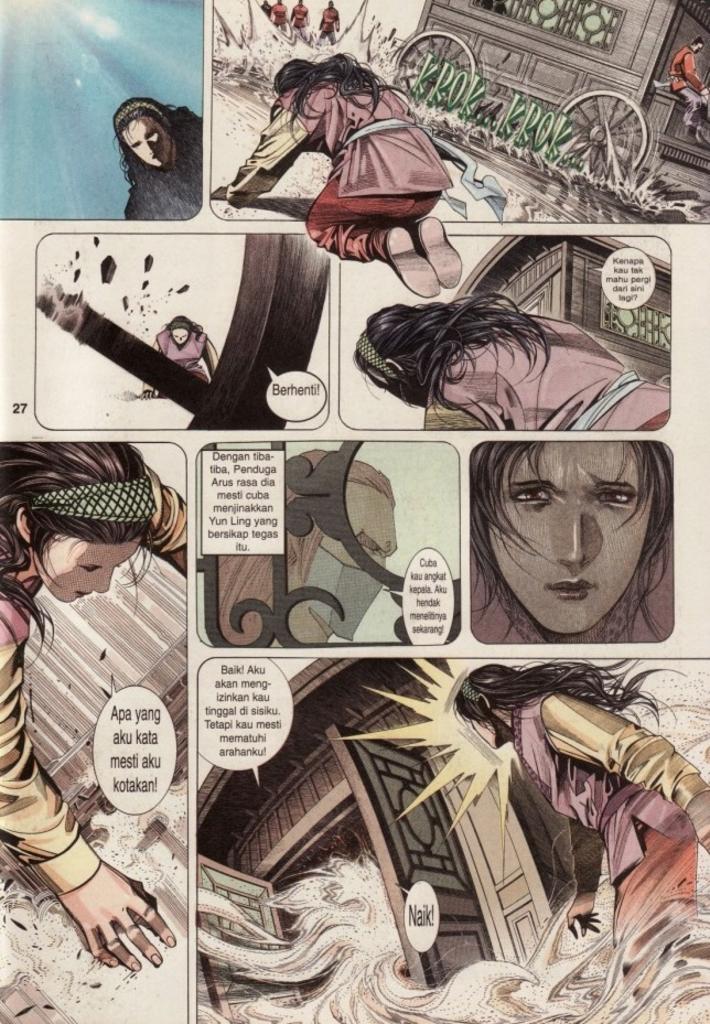 KROK... KROK...
Berhenti!
Kenapa
kau tak
mahu pergi
dari sini
lagi?
27
Apa yang
aku kata
mesti aku
kotakan!
Dengan tiba-
tiba, Penduga
Arus rasa dia
mesti cuba
menjinakkan
Yun Ling yang
bersikap tegas
itu.
Cuba
kau angkat
kepala. Aku
hendak
menelitinya
sekarang!
Baik! Aku
akan meng-
izinkan kau
tinggal di sisiku.
Tetapi kau mesti
mematuhi
arahanku!
Naik!